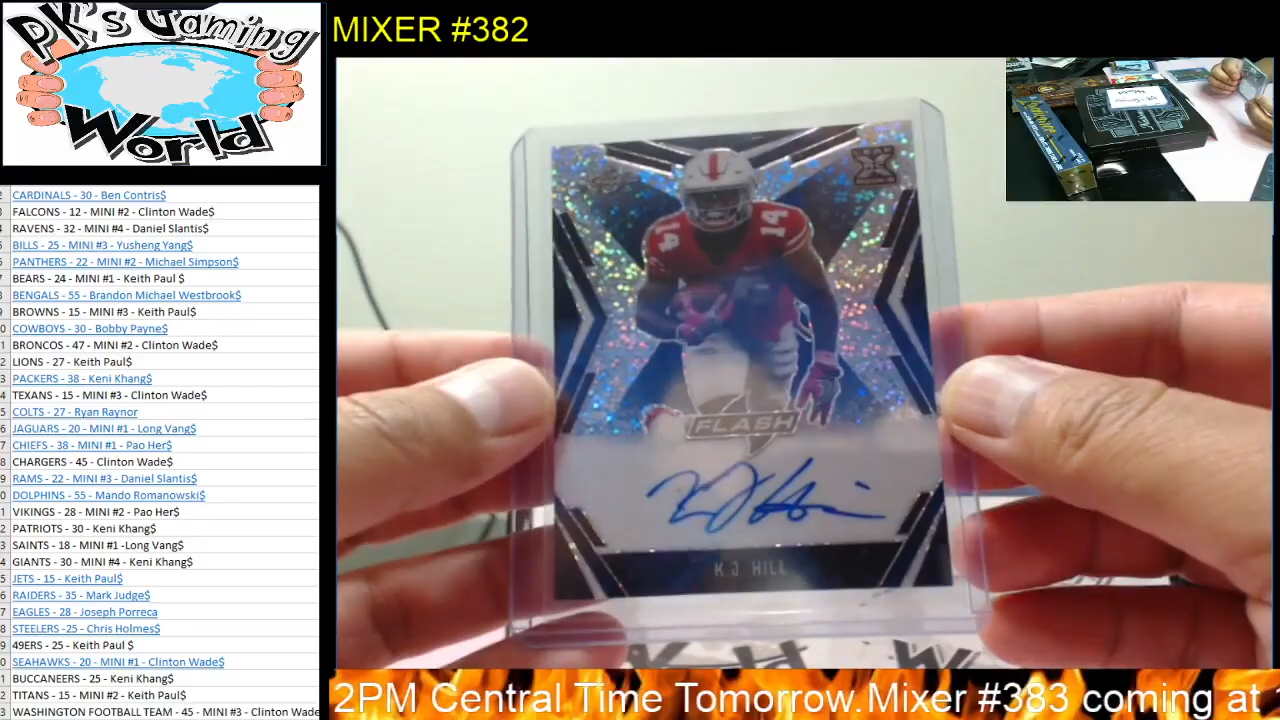 PK's Gaming
World
MIXER #382
CARDINALS - 30 - Ben Contris$
FALCONS - 12 - MINI #2 - Clinton Wade$
RAVENS - 32 - MINI #4 - Daniel Slantis$
BILLS - 25 - MINI #3 - Yusheng Yang$
PANTHERS - 22 - MINI #2 - Michael Simpson$
BEARS - 24 - MINI #1 - Keith Paul $
BENGALS - 55 - Brandon Michael Westbrook$
BROWNS - 15 - MINI #3 - Keith Paul$
COWBOYS - 30 - Bobby Payne$
BRONCOS - 47 - MINI #2 - Clinton Wade$
LIONS - 27 - Keith Paul$
PACKERS - 38 - Keni Khang$
TEXANS - 15 - MINI #3 - Clinton Wade$
COLTS - 27 - Ryan Raynor
JAGUARS - 20 - MINI #1 - Long Vang$
CHIEFS - 38 - MINI #1 - Pao Her$
CHARGERS - 45 - Clinton Wade$
RAMS - 22 - MINI #3 - Daniel Slantis$
DOLPHINS - 55 - Mando Romanowski$
VIKINGS - 28 - MINI #2 - Pao Her$
PATRIOTS - 30 - Keni Khang$
SAINTS - 18 - MINI #1 -Long Vang$
GIANTS - 30 - MINI #4 - Keni Khang$
JETS - 15 - Keith Paul$
RAIDERS - 35 - Mark Judge$
EAGLES - 28 - Joseph Porreca
STEELERS -25 - Chris Holmes$
49ERS - 25 - Keith Paul $
SEAHAWKS - 20 - MINI #1 - Clinton Wade$
BUCCANEERS - 25 - Keni Khang$
TITANS - 15 - MINI #2 - Keith Paul$
WASHINGTON FOOTBALL TEAM - 45 - MINI #3 - Clinton Wade
14 14
FLASH
K.J HILL
2PM Central Time Tomorrow.Mixer #383 coming at 2